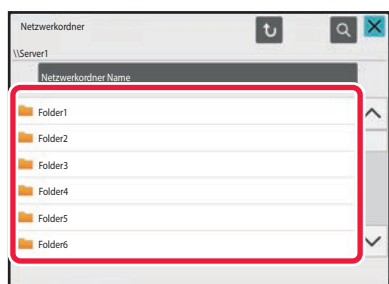 Netzwerkordner
\\Server1
Netzwerkordner Name
Folder1
Folder2
Folder3
Folder4
Folder5
Folder6